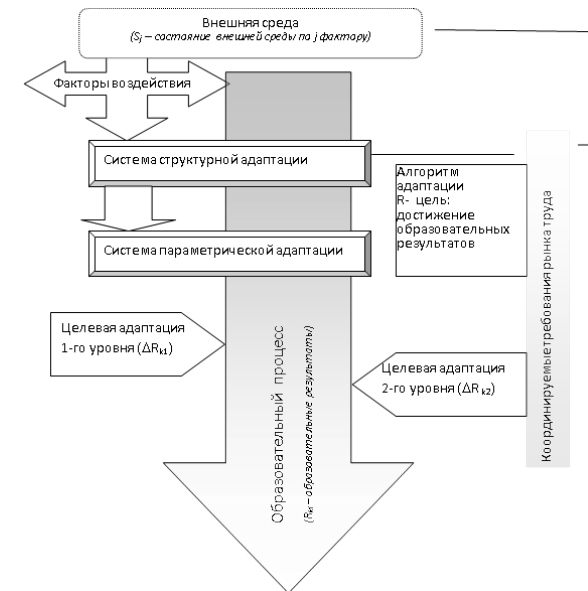 Внешняя среда
(Sj – состояние внешней среды по j фактору)
Факторы воздействия
Система структурной адаптации
Алгоритм
адаптации
R- цель:
достижение
образовательных
результатов
Система параметрической адаптации
Целевая адаптация
1-го уровня (ΔRk1)
Целевая адаптация
2-го уровня (ΔR k2)
Образовательный процесс
– образовательные результаты)
Координируемые требования рынка труда